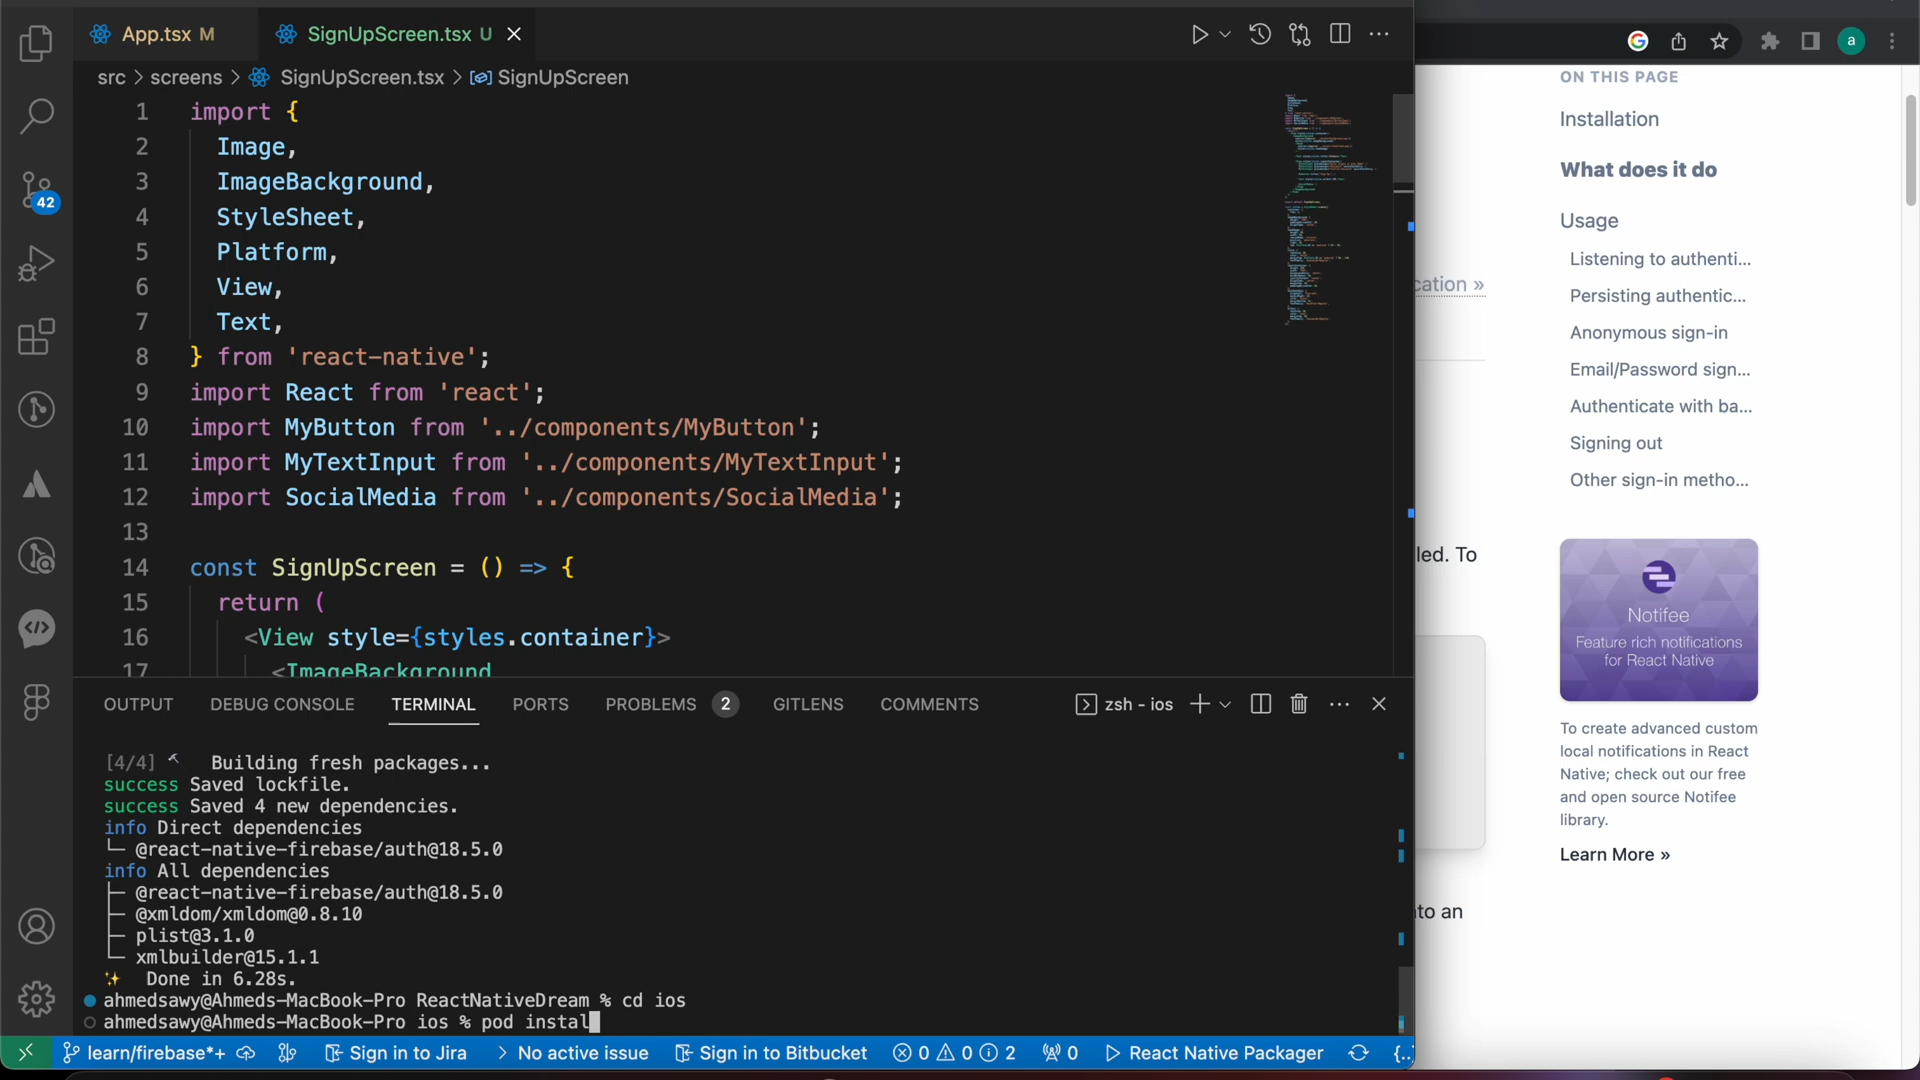 App.tsx M
SignUpScreen.tsx U
src > screens > SignUpScreen.tsx > SignUpScreen
1 import {
2 Image,
3 ImageBackground,
4 StyleSheet,
5 Platform,
6 View,
7 Text,
8 } from 'react-native';
9 import React from 'react';
10 import MyButton from '../components/MyButton';
11 import MyTextInput from '../components/MyTextInput';
12 import SocialMedia from '../components/SocialMedia';
13
14 const SignUpScreen = () => {
15 return (
16 <View style={styles.container}>
17 <ImageBackground
42
OUTPUT DEBUG CONSOLE TERMINAL PORTS PROBLEMS 2 GITLENS COMMENTS zsh - ios
[4/4] Building fresh packages...
success Saved lockfile.
success Saved 4 new dependencies.
info Direct dependencies
└─ @react-native-firebase/auth@18.5.0
info All dependencies
├─ @react-native-firebase/auth@18.5.0
├─ @xmldom/xmldom@0.8.10
├─ plist@3.1.0
└─ xmlbuilder@15.1.1
✨ Done in 6.28s.
ahmedsawy@Ahmeds-MacBook-Pro ReactNativeDream % cd ios
ahmedsawy@Ahmeds-MacBook-Pro ios % pod instal
learn/firebase*+ Sign in to Jira No active issue Sign in to Bitbucket 0 0 2 0 React Native Packager {..
a
ON THIS PAGE
Installation
What does it do
Usage
Listening to authenti...
Persisting authentic...
Anonymous sign-in
Email/Password sign...
Authenticate with ba...
Signing out
Other sign-in metho...
cation »
led. To
to an
Notifee
Feature rich notifications
for React Native
To create advanced custom
local notifications in React
Native; check out our free
and open source Notifee
library.
Learn More »